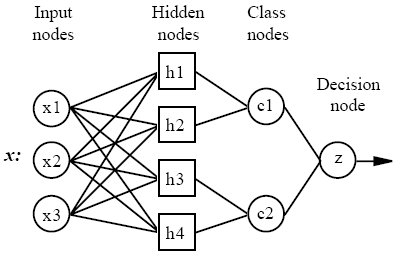 Input
nodes
Hidden
nodes
Class
nodes
Decision
node
x:
x1
x2
x3
h1
h2
h3
h4
c1
c2
z